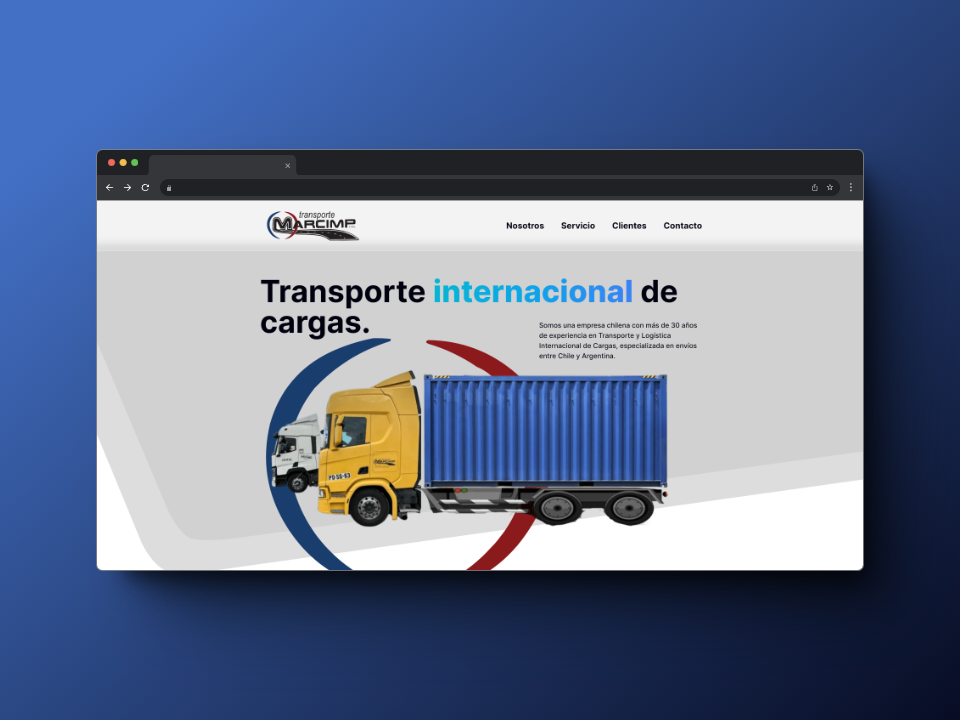 transporte
MARCIMP
Nosotros Servicio Clientes Contacto
Transporte internacional de
cargas.
Somos una empresa chilena con más de 30 años
de experiencia en Transporte y Logística
Internacional de Cargas, especializada en envíos
entre Chile y Argentina.